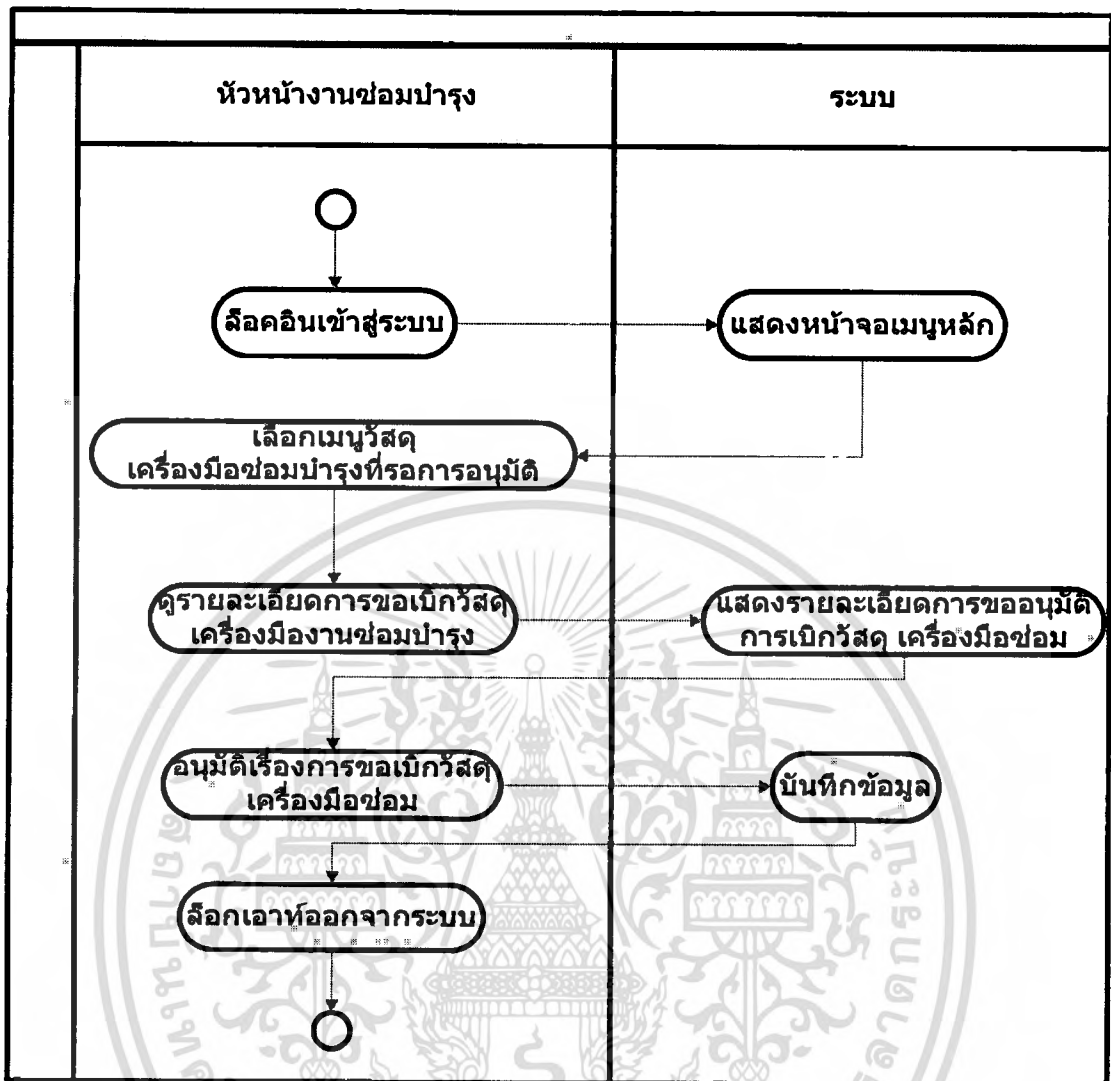 หัวหน้างานซ่อมบำรุง
ระบบ
ล็อคอินเข้าสู่ระบบ
แสดงหน้าจอเมนูหลัก
เลือกเมนูวัสดุ
เครื่องมือซ่อมบำรุงที่รอการอนุมัติ
ดูรายละเอียดการขอเบิกวัสดุ
เครื่องมืองานซ่อมบำรุง
แสดงรายละเอียดการขออนุมัติ
การเบิกวัสดุ เครื่องมือซ่อม
อนุมัติเรื่องการขอเบิกวัสดุ
เครื่องมือซ่อม
บันทึกข้อมูล
ล็อกเอาท์ออกจากระบบ